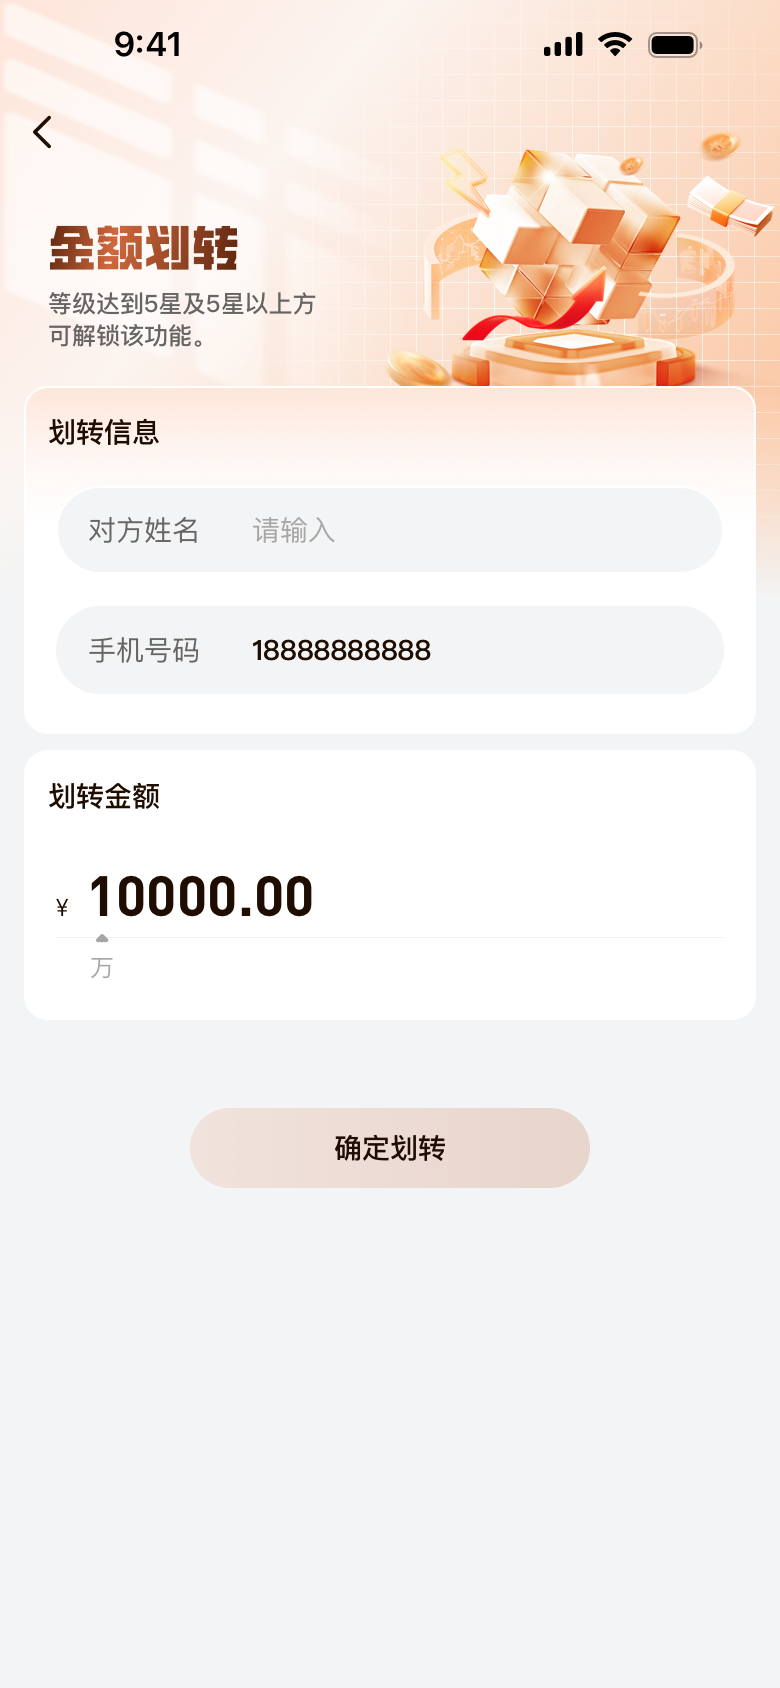 9:41
金额划转
等级达到5星及5星以上方
可解锁该功能。
划转信息
对方姓名 请输入
手机号码 18888888888
划转金额
¥ 10000.00
万
确定划转